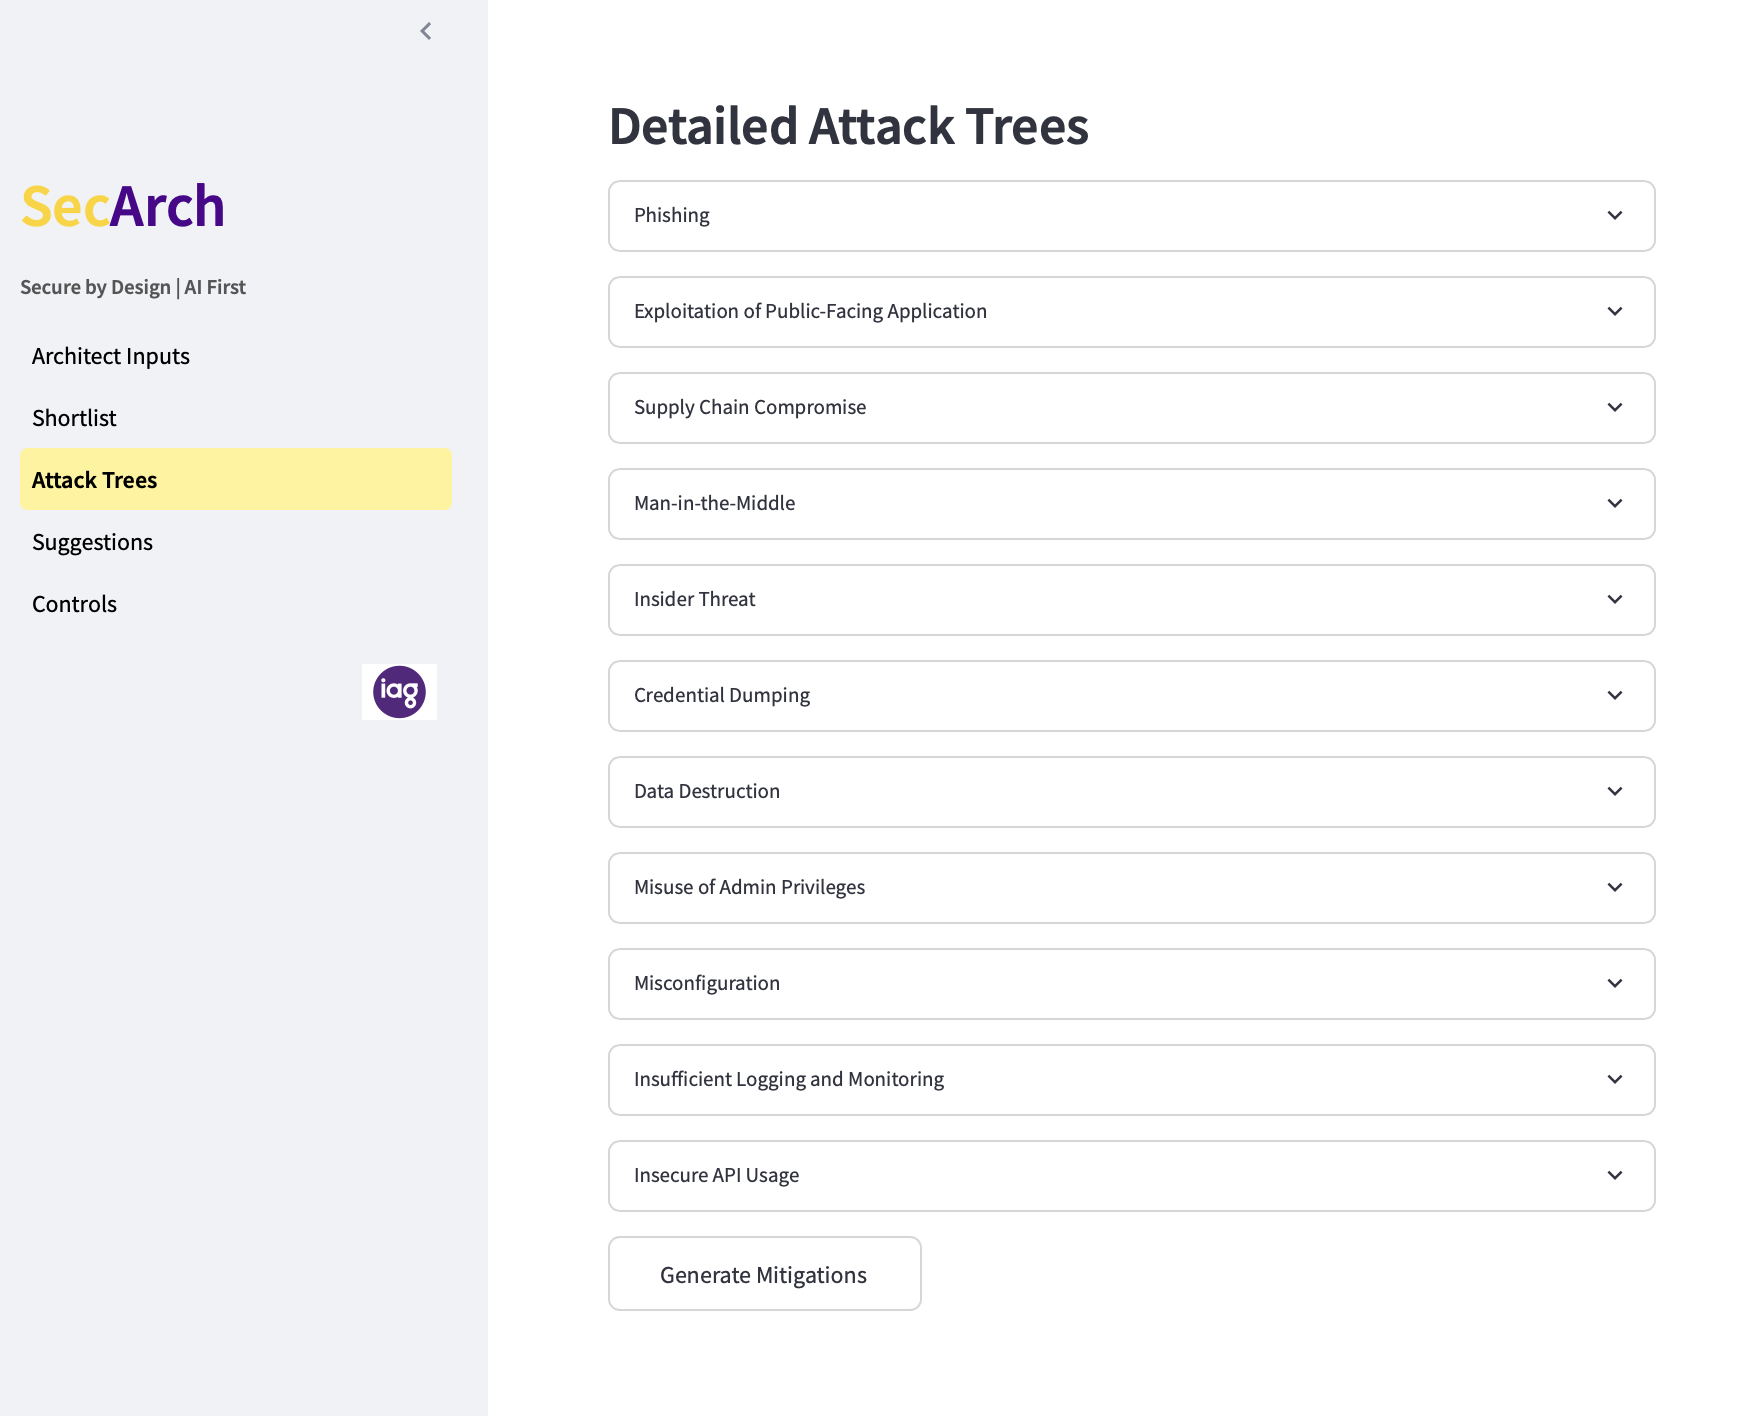 SecArch
Secure by Design | AI First
Architect Inputs
Shortlist
Attack Trees
Suggestions
Controls
iag
Detailed Attack Trees
Phishing
Exploitation of Public-Facing Application
Supply Chain Compromise
Man-in-the-Middle
Insider Threat
Credential Dumping
Data Destruction
Misuse of Admin Privileges
Misconfiguration
Insufficient Logging and Monitoring
Insecure API Usage
Generate Mitigations